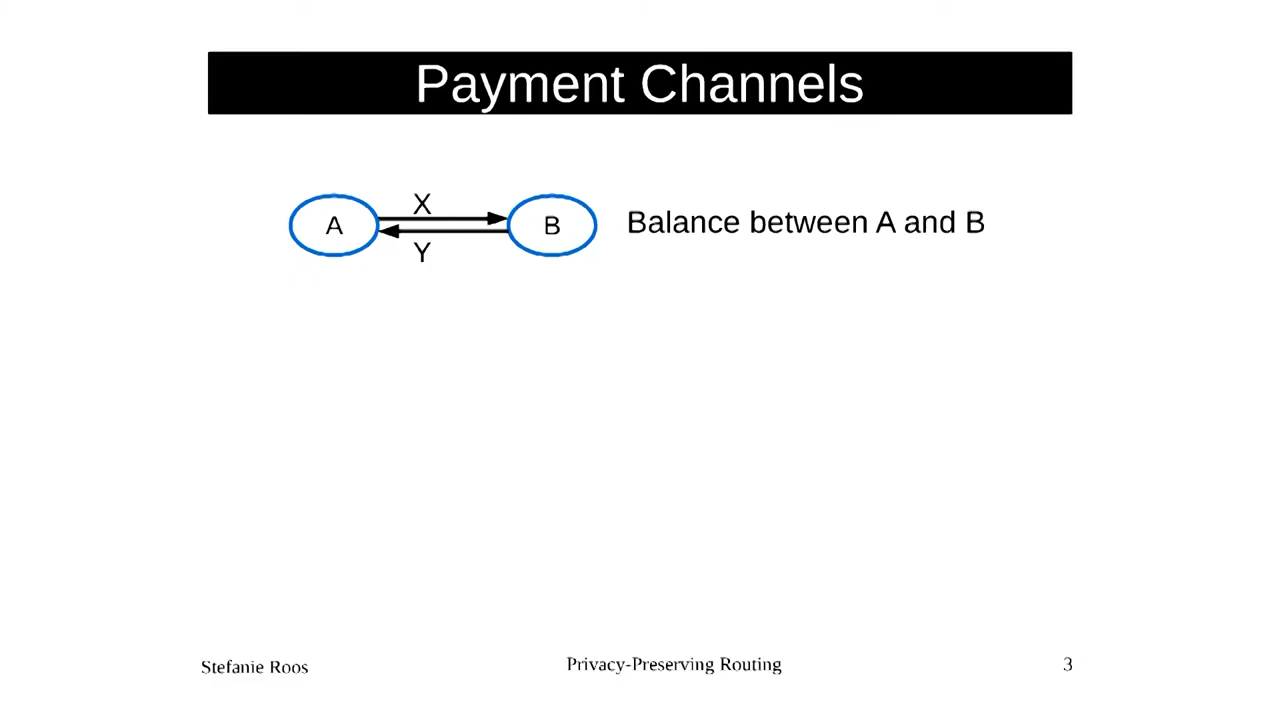 Payment Channels
X
A
B
Balance between A and B
Y
Stefanie Roos
Privacy-Preserving Routing
3